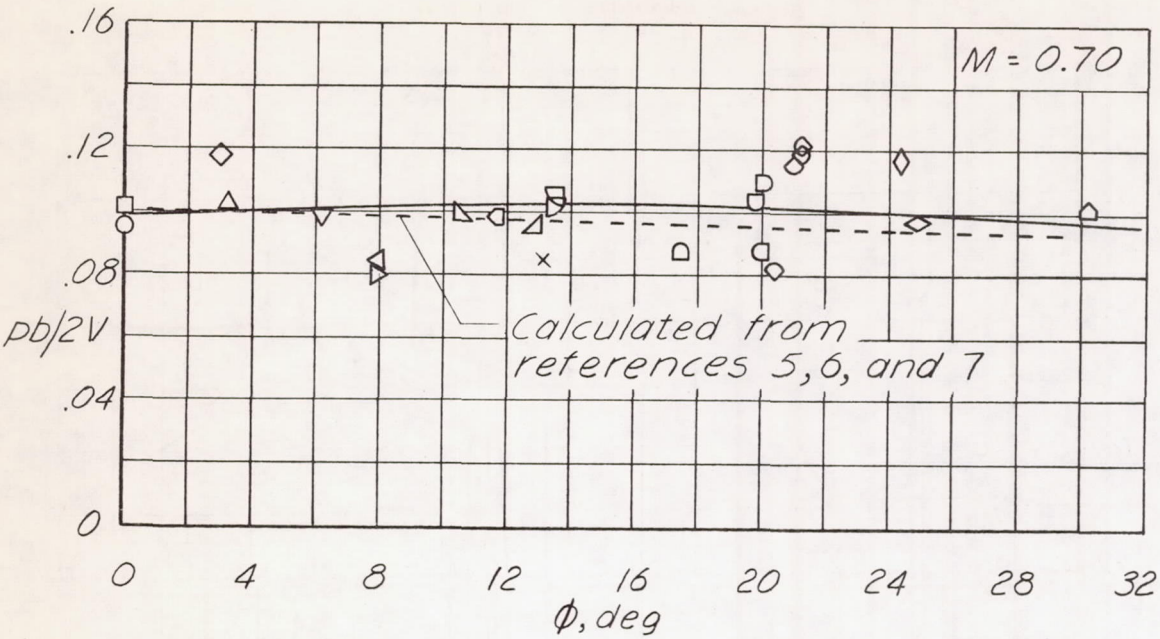 .16
M = 0.70
.12
.08
pb/2V
Calculated from
references 5,6, and 7
.04
0
0 4 8 12 16 20 24 28 32
ϕ, deg